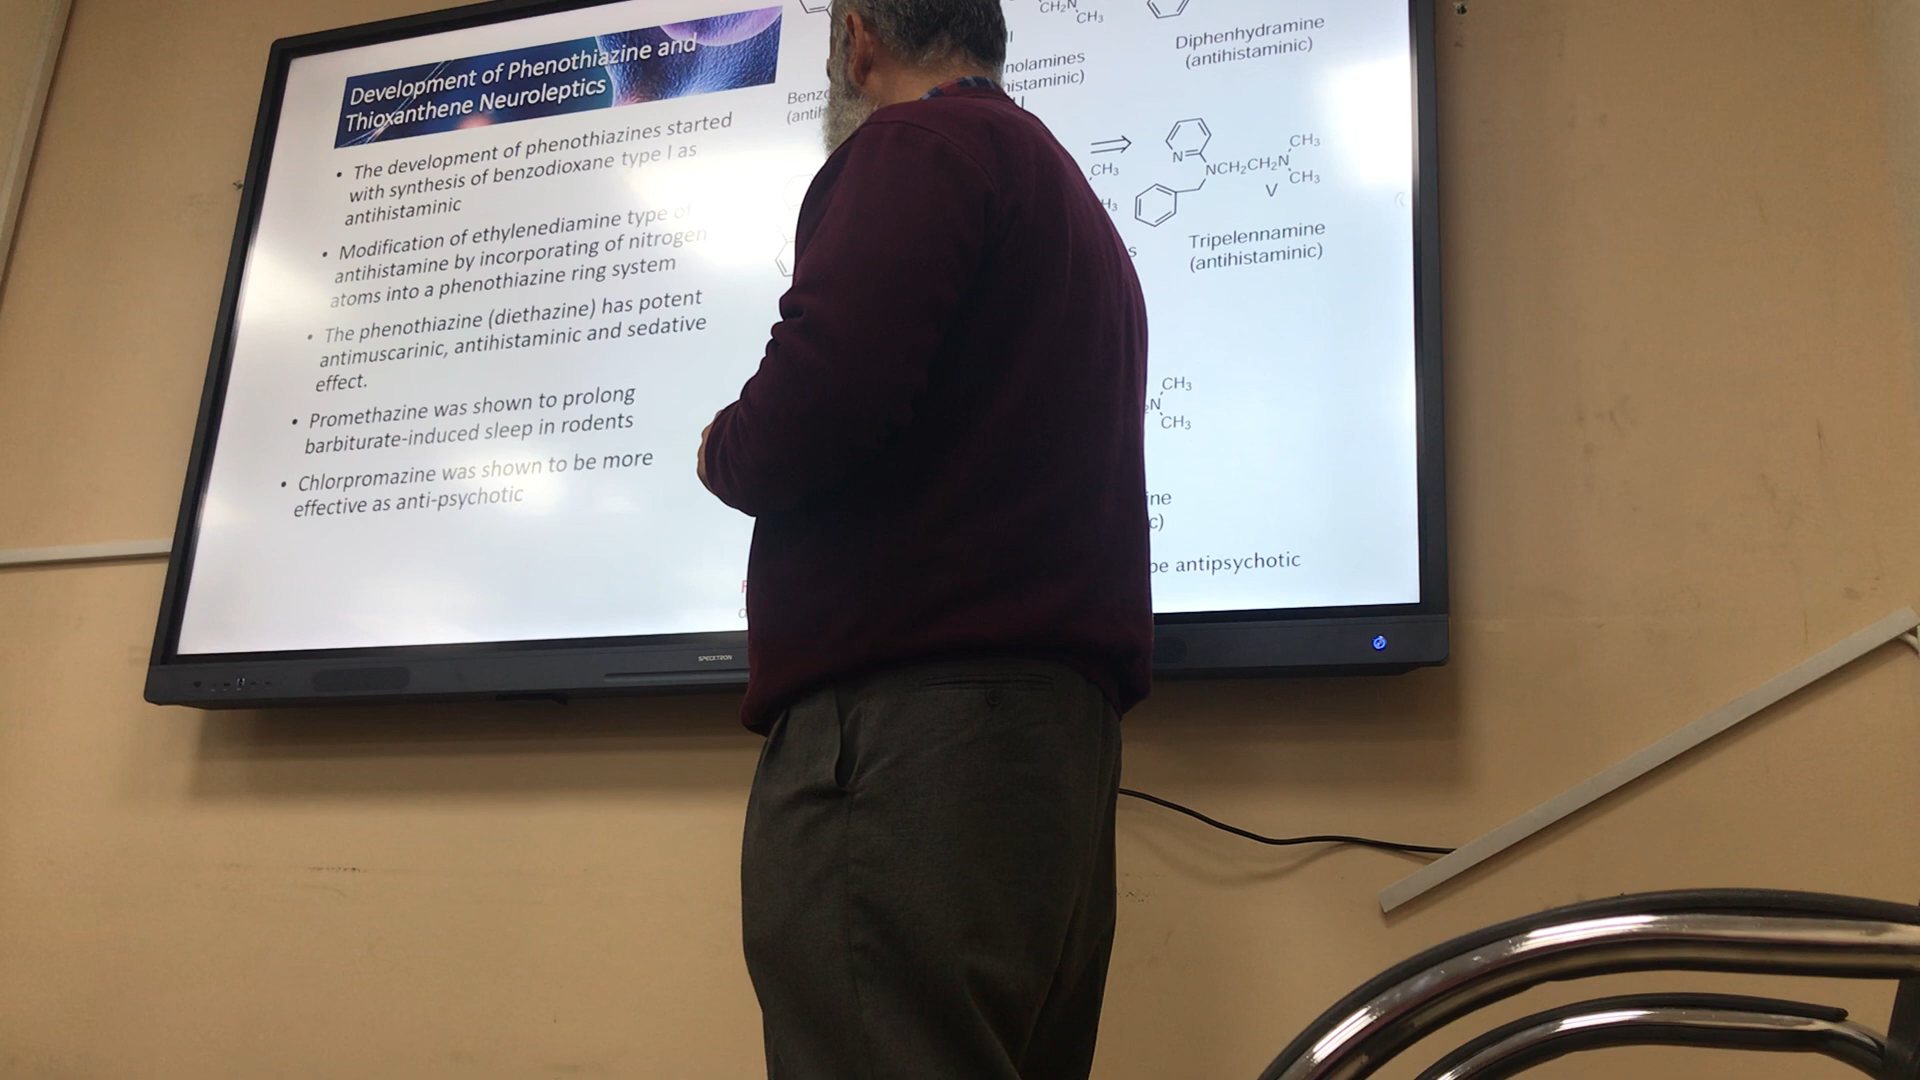 Development of Phenothiazine and
Thioxanthene Neuroleptics
• The development of phenothiazines started
with synthesis of benzodioxane type I as
antihistaminic
• Modification of ethylenediamine type of
antihistamine by incorporating of nitrogen
atoms into a phenothiazine ring system
• The phenothiazine (diethazine) has potent
antimuscarinic, antihistaminic and sedative
effect.
• Promethazine was shown to prolong
barbiturate-induced sleep in rodents
• Chlorpromazine was shown to be more
effective as anti-psychotic
CH₂N
CH₃
Diphenhydramine
(antihistaminic)
CH₃
N
NCH₂CH₂N
CH₃
CH₃
V
Tripelennamine
(antihistaminic)
CH₃
N
CH₃
antipsychotic
SPECKTRON